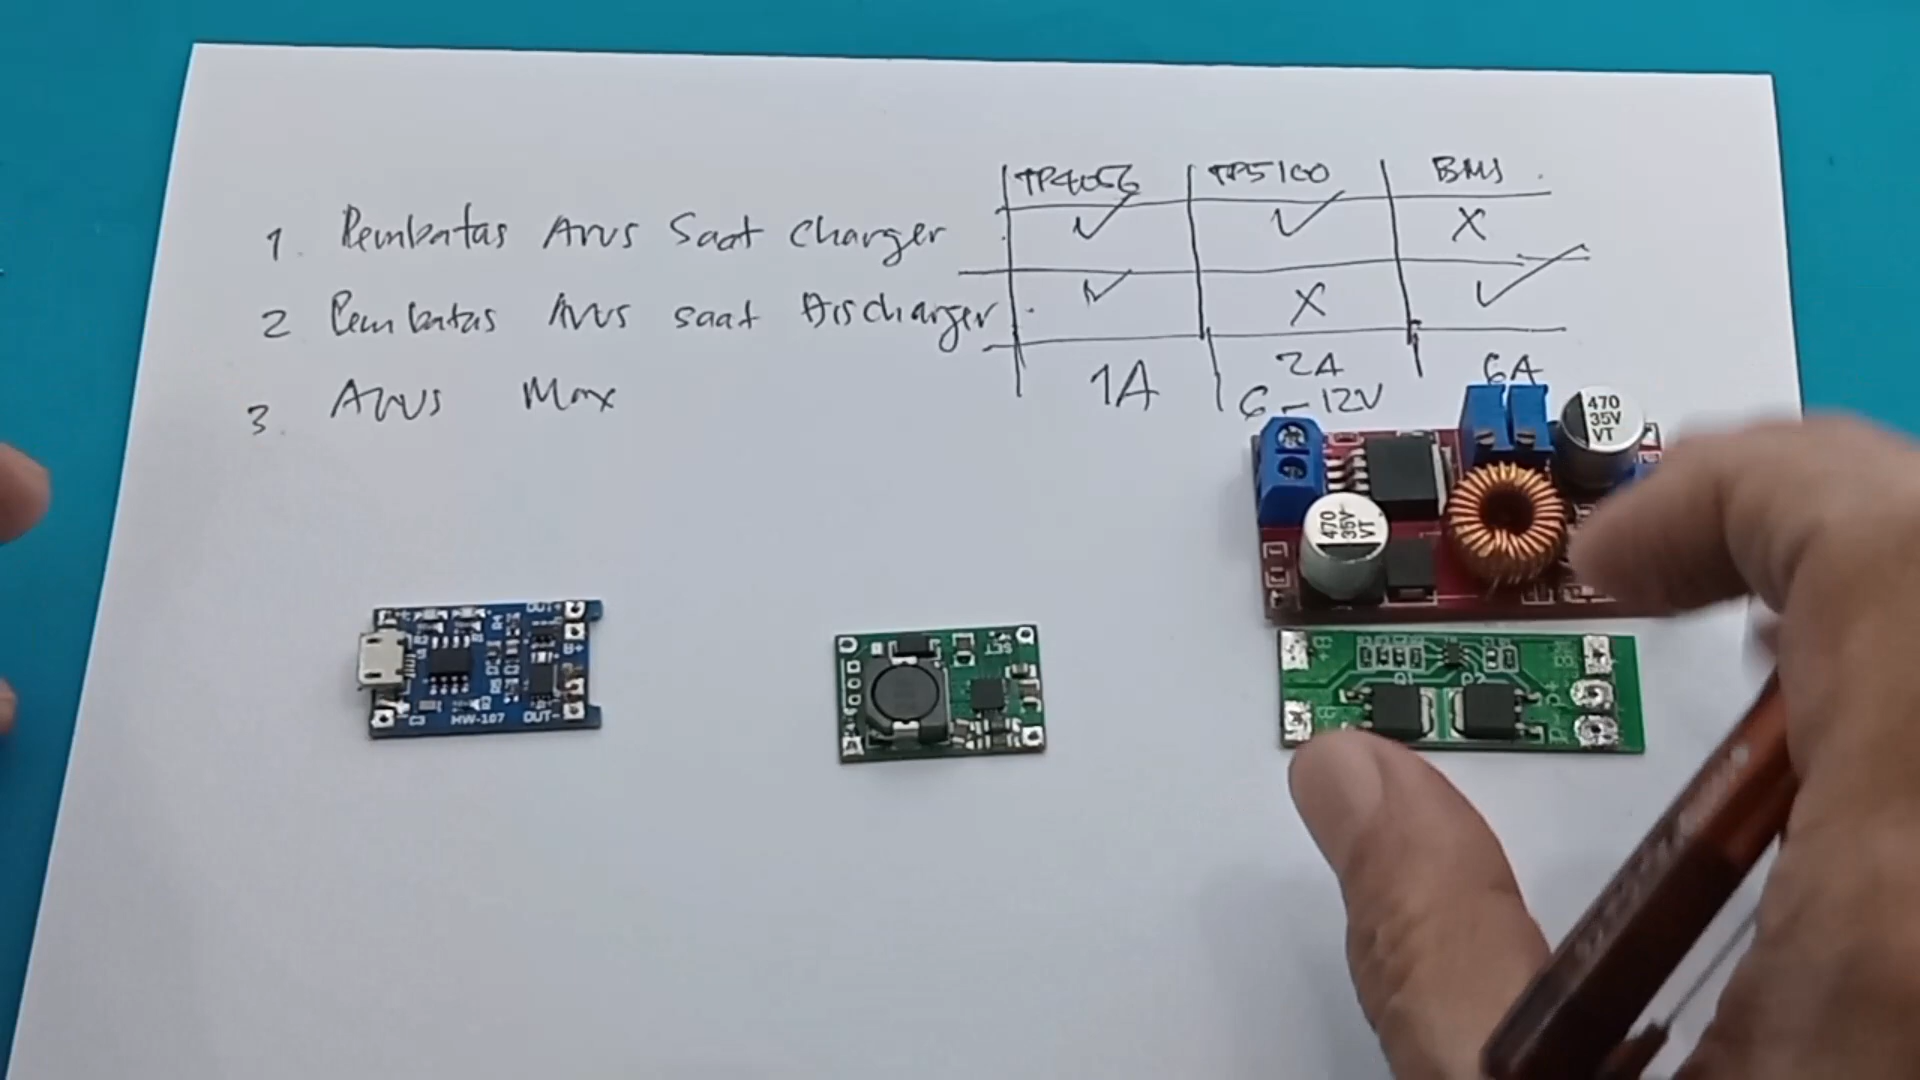 TP4056 TP5100 BMS
1. Pembatas Arus Saat Charger ✓ ✓ X
2 Pembatas Arus saat Discharger ✓ X ✓
3. Arus Max 1A 2A 6A
6-12V
470
35V
VT
470
35V
VT
OUT+
B+
C3 HW-107 OUT-
SET
P+
P-